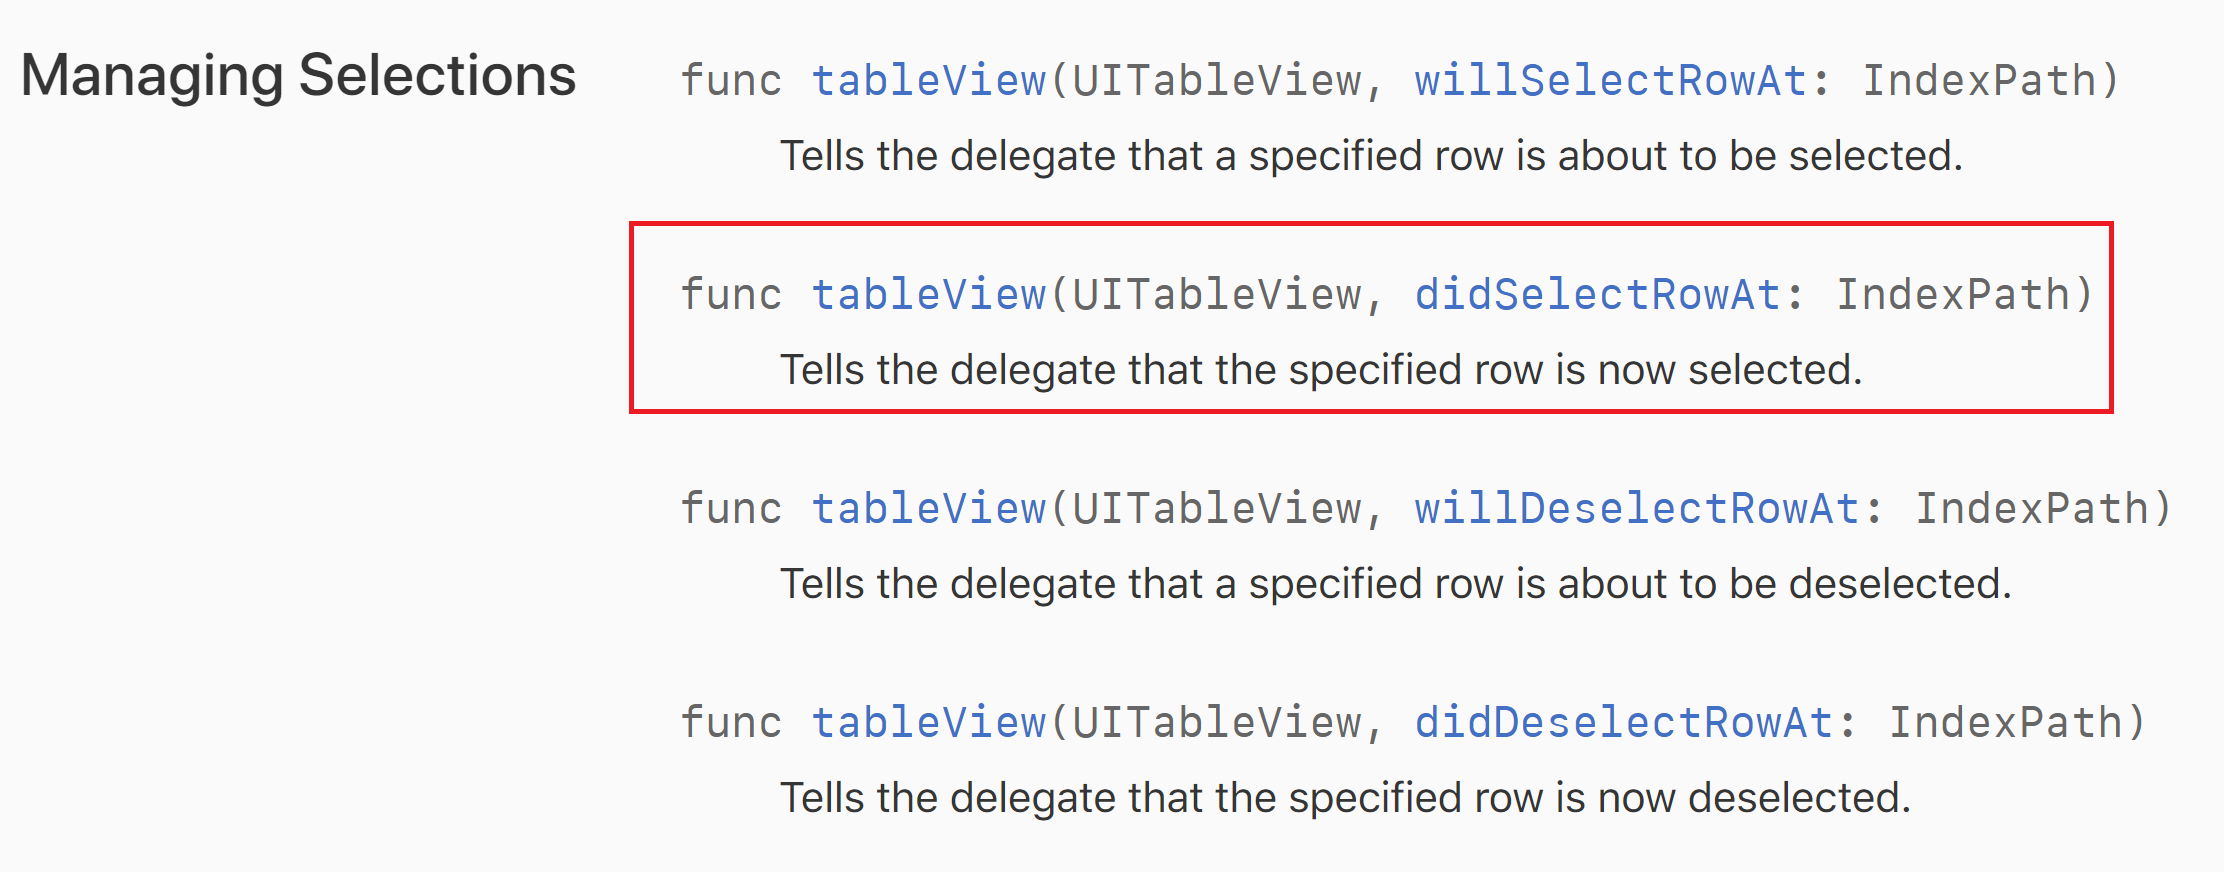 Managing Selections
func tableView(UITableView, willSelectRowAt: IndexPath)
Tells the delegate that a specified row is about to be selected.
func tableView(UITableView, didSelectRowAt: IndexPath)
Tells the delegate that the specified row is now selected.
func tableView(UITableView, willDeselectRowAt: IndexPath)
Tells the delegate that a specified row is about to be deselected.
func tableView(UITableView, didDeselectRowAt: IndexPath)
Tells the delegate that the specified row is now deselected.